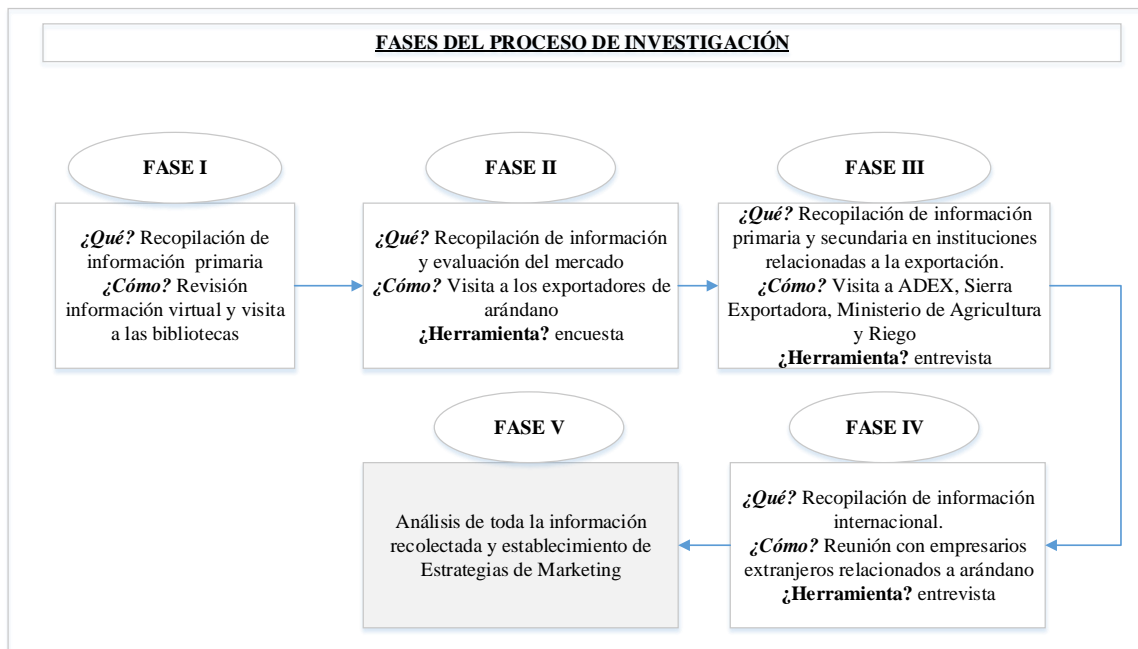 FASES DEL PROCESO DE INVESTIGACIÓN
FASE I
¿Qué? Recopilación de
información primaria
¿Cómo? Revisión
información virtual y visita
a las bibliotecas
FASE II
¿Qué? Recopilación de información
y evaluación del mercado
¿Cómo? Visita a los exportadores de
arándano
¿Herramienta? encuesta
FASE III
¿Qué? Recopilación de información
primaria y secundaria en instituciones
relacionadas a la exportación.
¿Cómo? Visita a ADEX, Sierra
Exportadora, Ministerio de Agricultura
y Riego
¿Herramienta? entrevista
FASE IV
¿Qué? Recopilación de información
internacional.
¿Cómo? Reunión con empresarios
extranjeros relacionados a arándano
¿Herramienta? entrevista
FASE V
Análisis de toda la información
recolectada y establecimiento de
Estrategias de Marketing